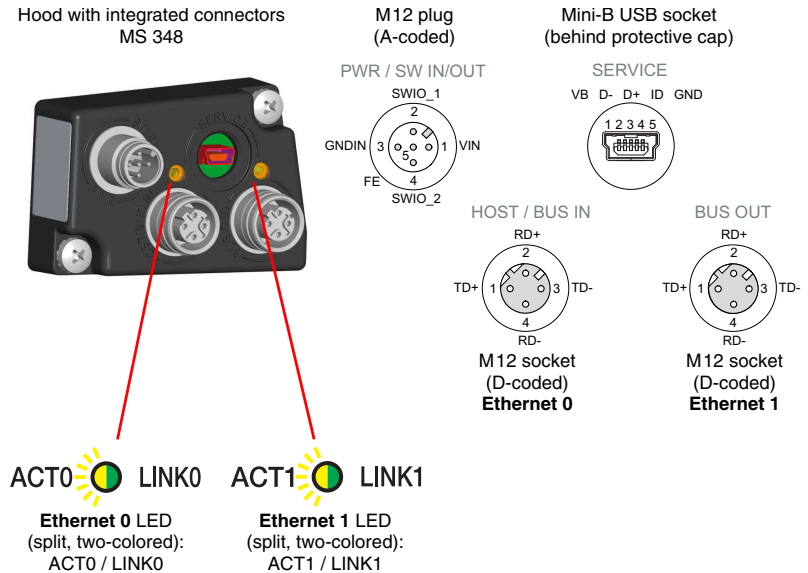 Hood with integrated connectors
MS 348
M12 plug
(A-coded)
Mini-B USB socket
(behind protective cap)
PWR / SW IN/OUT
SERVICE
SWIO_1
2
GNDIN 3 5 1 VIN
FE 4
SWIO_2
VB D- D+ ID GND
1 2 3 4 5
SERVICE
HOST / BUS IN
BUS OUT
RD+
2
TD+ 1 3 TD-
4
RD-
RD+
2
TD+ 1 3 TD-
4
RD-
M12 socket
(D-coded)
Ethernet 0
M12 socket
(D-coded)
Ethernet 1
ACT0 LINK0
ACT1 LINK1
Ethernet 0 LED
(split, two-colored):
ACT0 / LINK0
Ethernet 1 LED
(split, two-colored):
ACT1 / LINK1